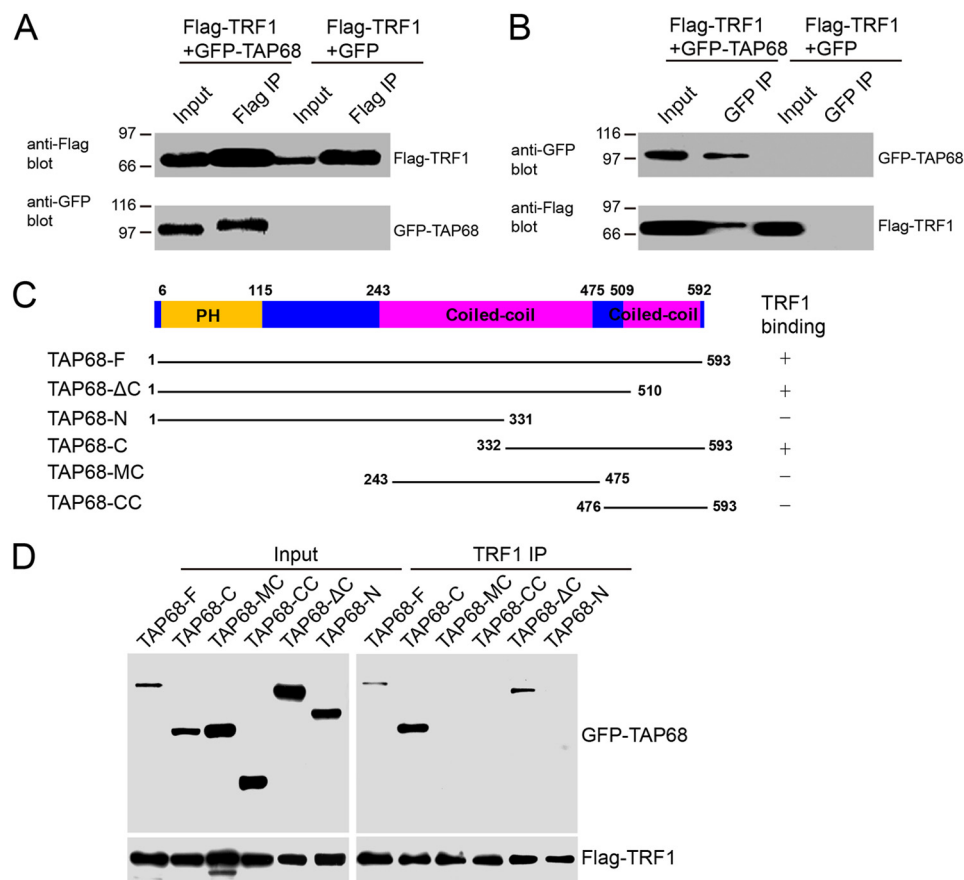 A
Flag-TRF1
+GFP-TAP68
Flag-TRF1
+GFP
Input
Flag IP
Input
Flag IP
anti-Flag
blot
97
66
Flag-TRF1
anti-GFP
blot
116
97
GFP-TAP68
B
Flag-TRF1
+GFP-TAP68
Flag-TRF1
+GFP
Input
GFP IP
Input
GFP IP
anti-GFP
blot
116
97
GFP-TAP68
anti-Flag
blot
97
66
Flag-TRF1
C
6 115 243 475 509 592
PH Coiled-coil Coiled-coil
TRF1
binding
TAP68-F 1 593 +
TAP68-ΔC 1 510 +
TAP68-N 1 331 −
TAP68-C 332 593 +
TAP68-MC 243 475 −
TAP68-CC 476 593 −
D
Input
TRF1 IP
TAP68-F
TAP68-C
TAP68-MC
TAP68-CC
TAP68-ΔC
TAP68-N
TAP68-F
TAP68-C
TAP68-MC
TAP68-CC
TAP68-ΔC
TAP68-N
GFP-TAP68
Flag-TRF1